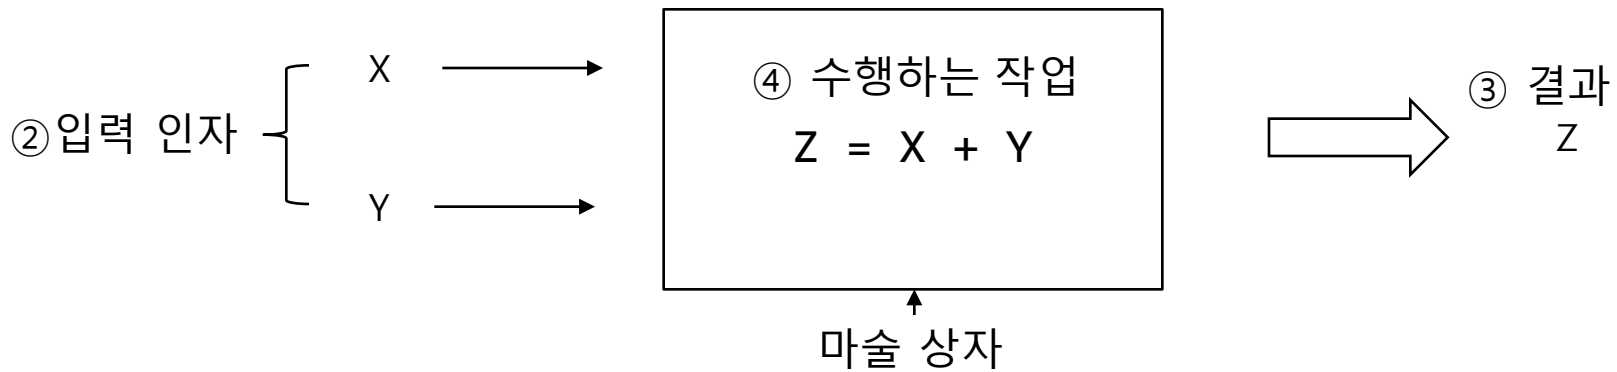 ②입력 인자
X
Y
④ 수행하는 작업
Z = X + Y
③ 결과
Z
마술 상자